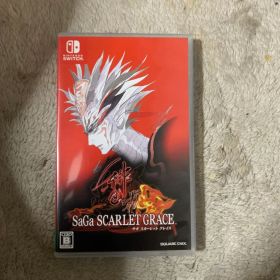 NINTENDO
SWITCH
SaGa SCARLET GRACE
サガ スカーレット グレイス
B
SQUARE ENIX